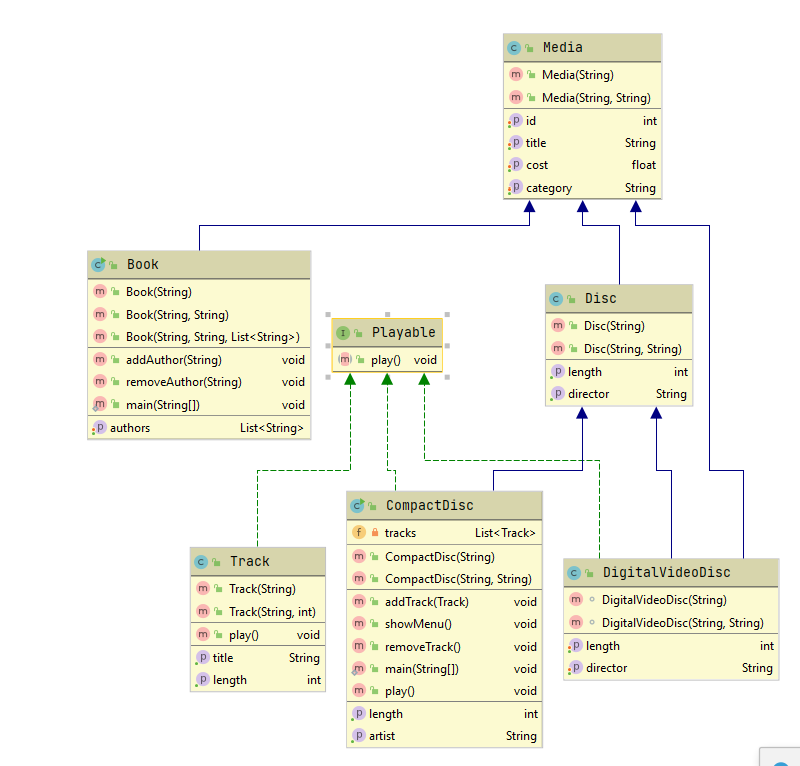 Media
Media(String)
Media(String, String)
id int
title String
cost float
category String
Book
Book(String)
Book(String, String)
Book(String, String, List<String>)
addAuthor(String) void
removeAuthor(String) void
main(String[]) void
authors List<String>
Playable
play() void
Disc
Disc(String)
Disc(String, String)
length int
director String
Track
Track(String)
Track(String, int)
play() void
title String
length int
CompactDisc
tracks List<Track>
CompactDisc(String)
CompactDisc(String, String)
addTrack(Track) void
showMenu() void
removeTrack() void
main(String[]) void
play() void
length int
artist String
DigitalVideoDisc
DigitalVideoDisc(String)
DigitalVideoDisc(String, String)
length int
director String